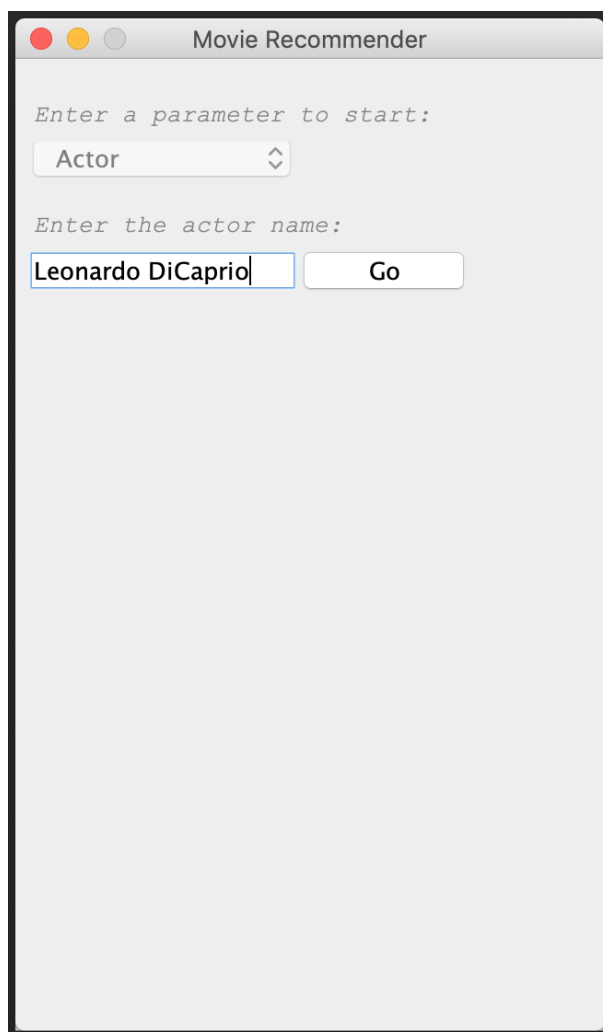 Movie Recommender
Enter a parameter to start:
Actor
Enter the actor name:
Leonardo DiCaprio Go